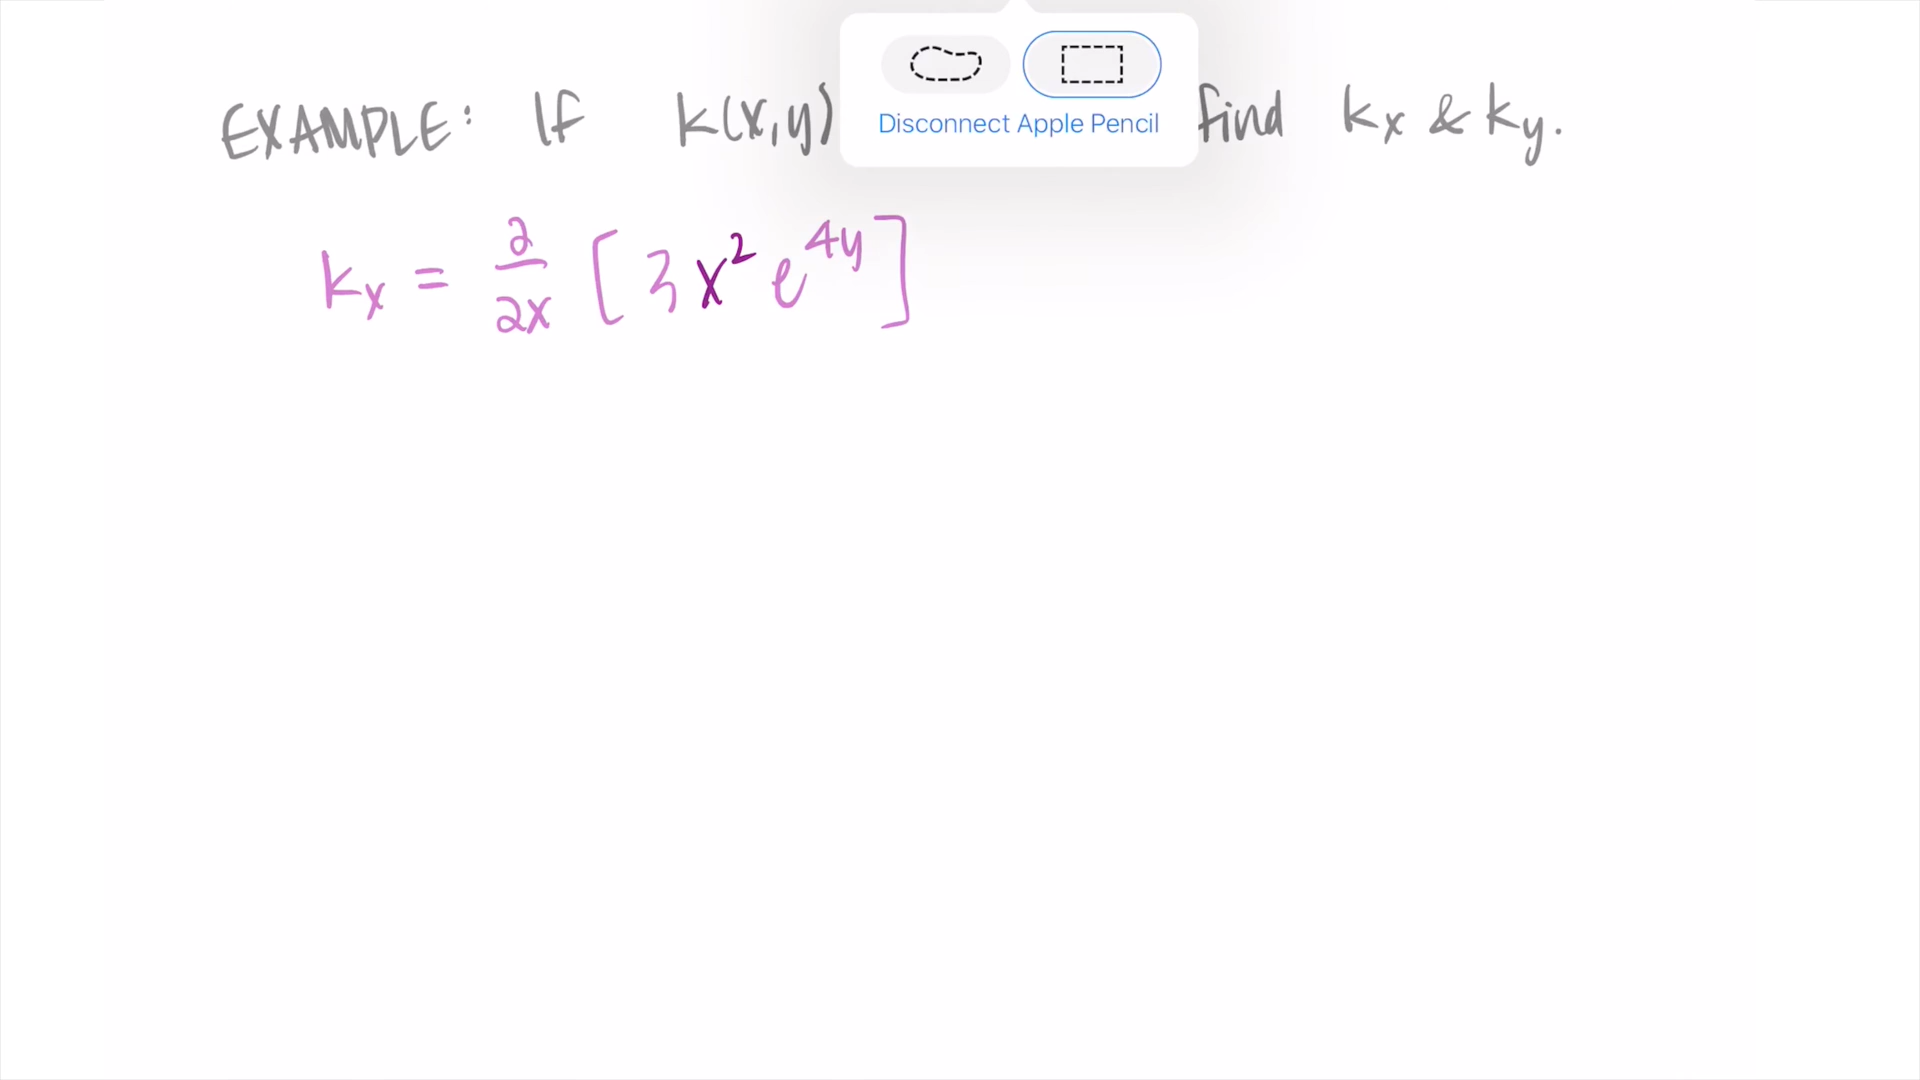 EXAMPLE: If k(x,y) find kx & ky.
Disconnect Apple Pencil
kx = ∂/∂x [3x²e^4y]